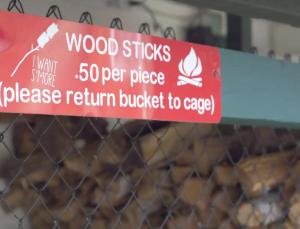 WOOD STICKS
I WANT
S'MORE
.50 per piece
(please return bucket to cage)